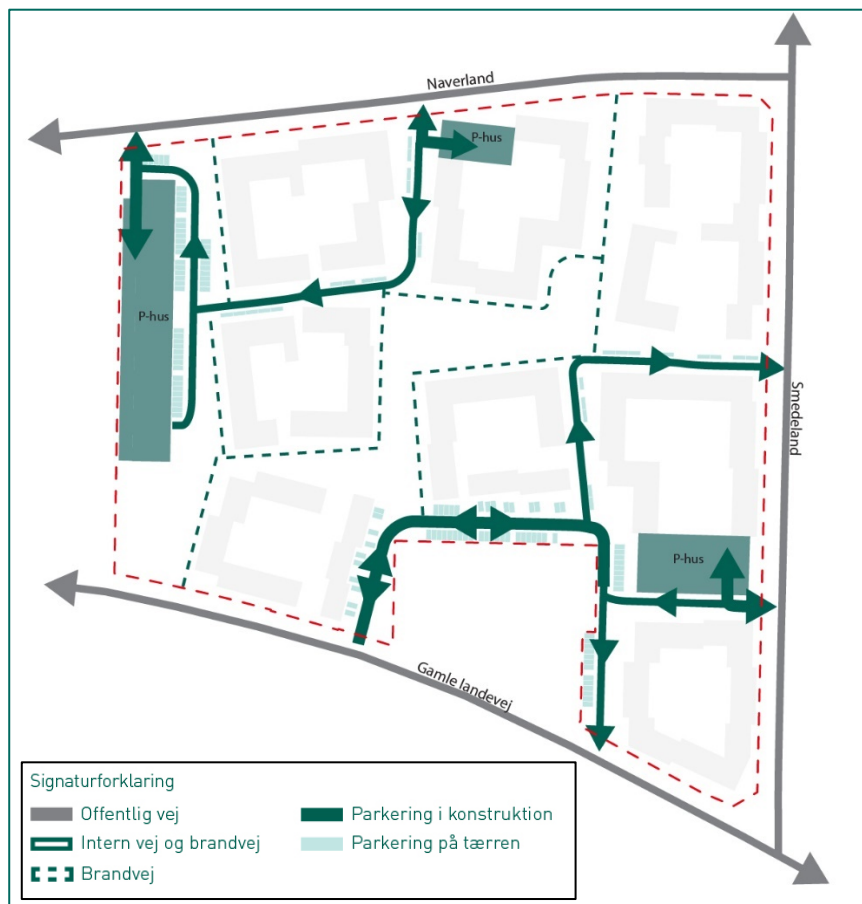 Naverland
P-hus
P-hus
Smedeland
P-hus
Gamle landevej
Signaturforklaring
Offentlig vej
Parkering i konstruktion
Intern vej og brandvej
Parkering på tærren
Brandvej